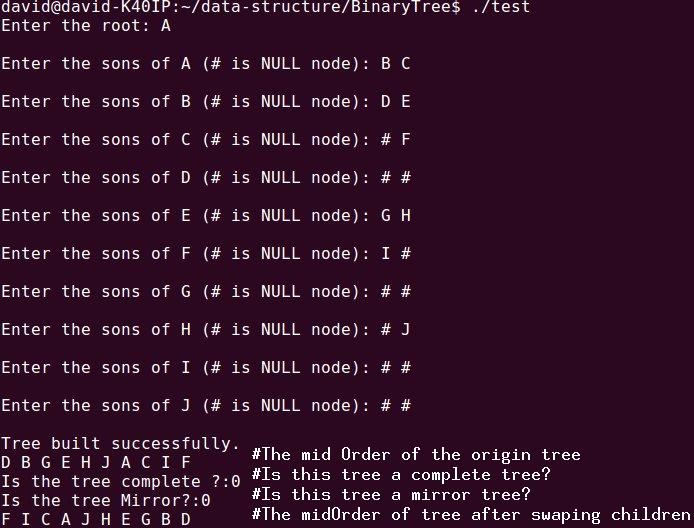 david@david-K40IP:~/data-structure/BinaryTree$ ./test
Enter the root: A
Enter the sons of A (# is NULL node): B C
Enter the sons of B (# is NULL node): D E
Enter the sons of C (# is NULL node): # F
Enter the sons of D (# is NULL node): # #
Enter the sons of E (# is NULL node): G H
Enter the sons of F (# is NULL node): I #
Enter the sons of G (# is NULL node): # #
Enter the sons of H (# is NULL node): # J
Enter the sons of I (# is NULL node): # #
Enter the sons of J (# is NULL node): # #
Tree built successfully.
D B G E H J A C I F #The mid Order of the origin tree
Is the tree complete ?:0 #Is this tree a complete tree?
Is the tree Mirror?:0 #Is this tree a mirror tree?
F I C A J H E G B D #The midOrder of tree after swaping children